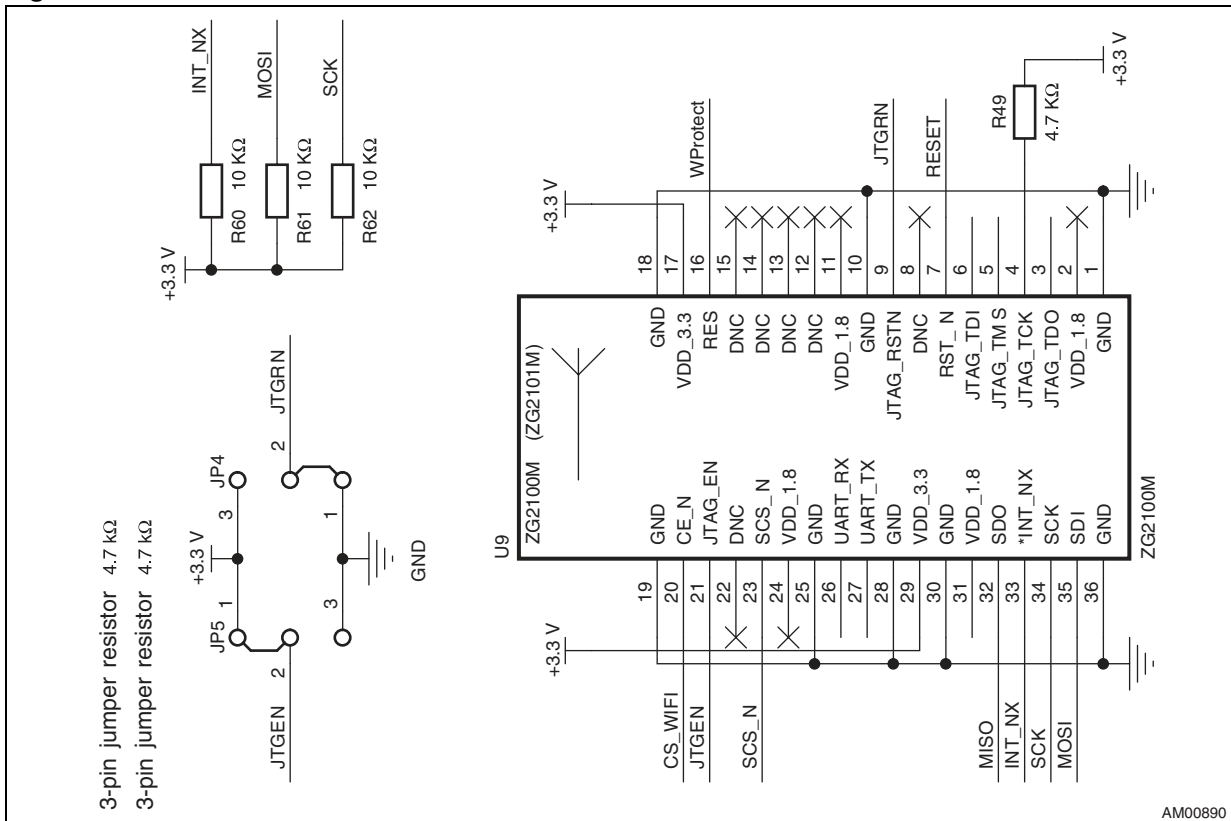 INT_NX
MOSI
SCK
R60 10 KΩ
R61 10 KΩ
R62 10 KΩ
+3.3 V
3-pin jumper resistor 4.7 kΩ
3-pin jumper resistor 4.7 kΩ
JTGRN
2
JP4
3
1
+3.3 V
GND
1
3
JP5
2
JTGEN
+3.3 V
WProtect
JTGRN
RESET
R49
4.7 KΩ
+3.3 V
18
17
16
15
14
13
12
11
10
9
8
7
6
5
4
3
2
1
U9
ZG2100M (ZG2101M)
GND
VDD_3.3
RES
DNC
DNC
DNC
DNC
VDD_1.8
GND
JTAG_RSTN
DNC
RST_N
JTAG_TDI
JTAG_TMS
JTAG_TCK
JTAG_TDO
VDD_1.8
GND
GND
CE_N
JTAG_EN
DNC
SCS_N
VDD_1.8
GND
UART_RX
UART_TX
GND
VDD_3.3
GND
VDD_1.8
SDO
*INT_NX
SCK
SDI
GND
ZG2100M
19
20
21
22
23
24
25
26
27
28
29
30
31
32
33
34
35
36
+3.3 V
CS_WIFI
JTGEN
SCS_N
MISO
INT_NX
SCK
MOSI
AM00890